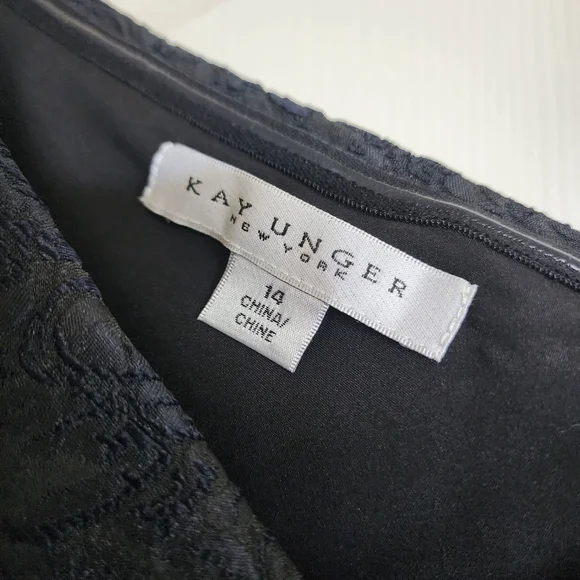 KAY UNGER
NEW YORK
14
CHINA/
CHINE